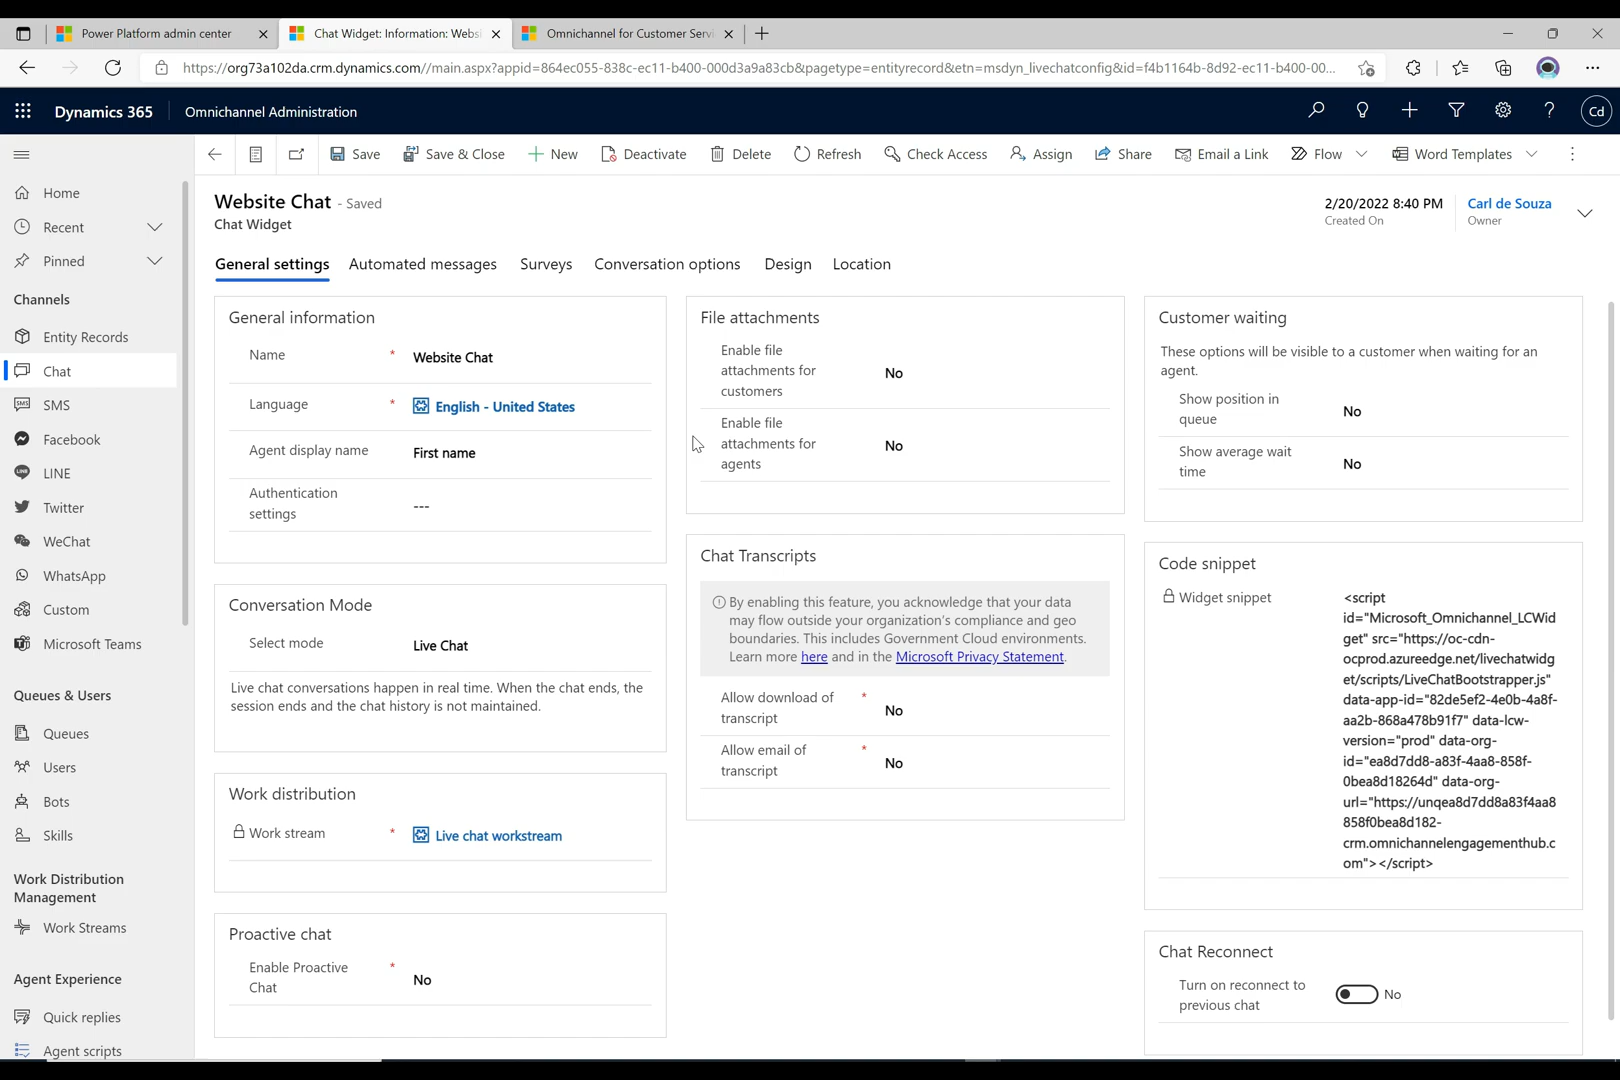 Power Platform admin center
Chat Widget: Information: Websi
Omnichannel for Customer Servi
https://org73a102da.crm.dynamics.com//main.aspx?appid=864ec055-838c-ec11-b400-000d3a9a83cb&pagetype=entityrecord&etn=msdyn_livechatconfig&id=f4b1164b-8d92-ec11-b400-00...
Dynamics 365
Omnichannel Administration
Cd
Save
Save & Close
New
Deactivate
Delete
Refresh
Check Access
Assign
Share
Email a Link
Flow
Word Templates
Home
Recent
Pinned
Channels
Entity Records
Chat
SMS
Facebook
LINE
Twitter
WeChat
WhatsApp
Custom
Microsoft Teams
Queues & Users
Queues
Users
Bots
Skills
Work Distribution
Management
Work Streams
Agent Experience
Quick replies
Agent scripts
Website Chat - Saved
Chat Widget
2/20/2022 8:40 PM
Created On
Carl de Souza
Owner
General settings
Automated messages
Surveys
Conversation options
Design
Location
General information
Name * Website Chat
Language * English - United States
Agent display name First name
Authentication
settings ---
Conversation Mode
Select mode Live Chat
Live chat conversations happen in real time. When the chat ends, the
session ends and the chat history is not maintained.
Work distribution
Work stream * Live chat workstream
Proactive chat
Enable Proactive
Chat * No
File attachments
Enable file
attachments for
customers No
Enable file
attachments for
agents No
Chat Transcripts
By enabling this feature, you acknowledge that your data
may flow outside your organization's compliance and geo
boundaries. This includes Government Cloud environments.
Learn more here and in the Microsoft Privacy Statement.
Allow download of
transcript * No
Allow email of
transcript * No
Customer waiting
These options will be visible to a customer when waiting for an
agent.
Show position in
queue No
Show average wait
time No
Code snippet
Widget snippet
<script
id="Microsoft_Omnichannel_LCWid
get" src="https://oc-cdn-
ocprod.azureedge.net/livechatwidg
et/scripts/LiveChatBootstrapper.js"
data-app-id="82de5ef2-4e0b-4a8f-
aa2b-868a478b91f7" data-lcw-
version="prod" data-org-
id="ea8d7dd8-a83f-4aa8-858f-
0bea8d18264d" data-org-
url="https://unqea8d7dd8a83f4aa8
858f0bea8d182-
crm.omnichannelengagementhub.c
om"></script>
Chat Reconnect
Turn on reconnect to
previous chat No